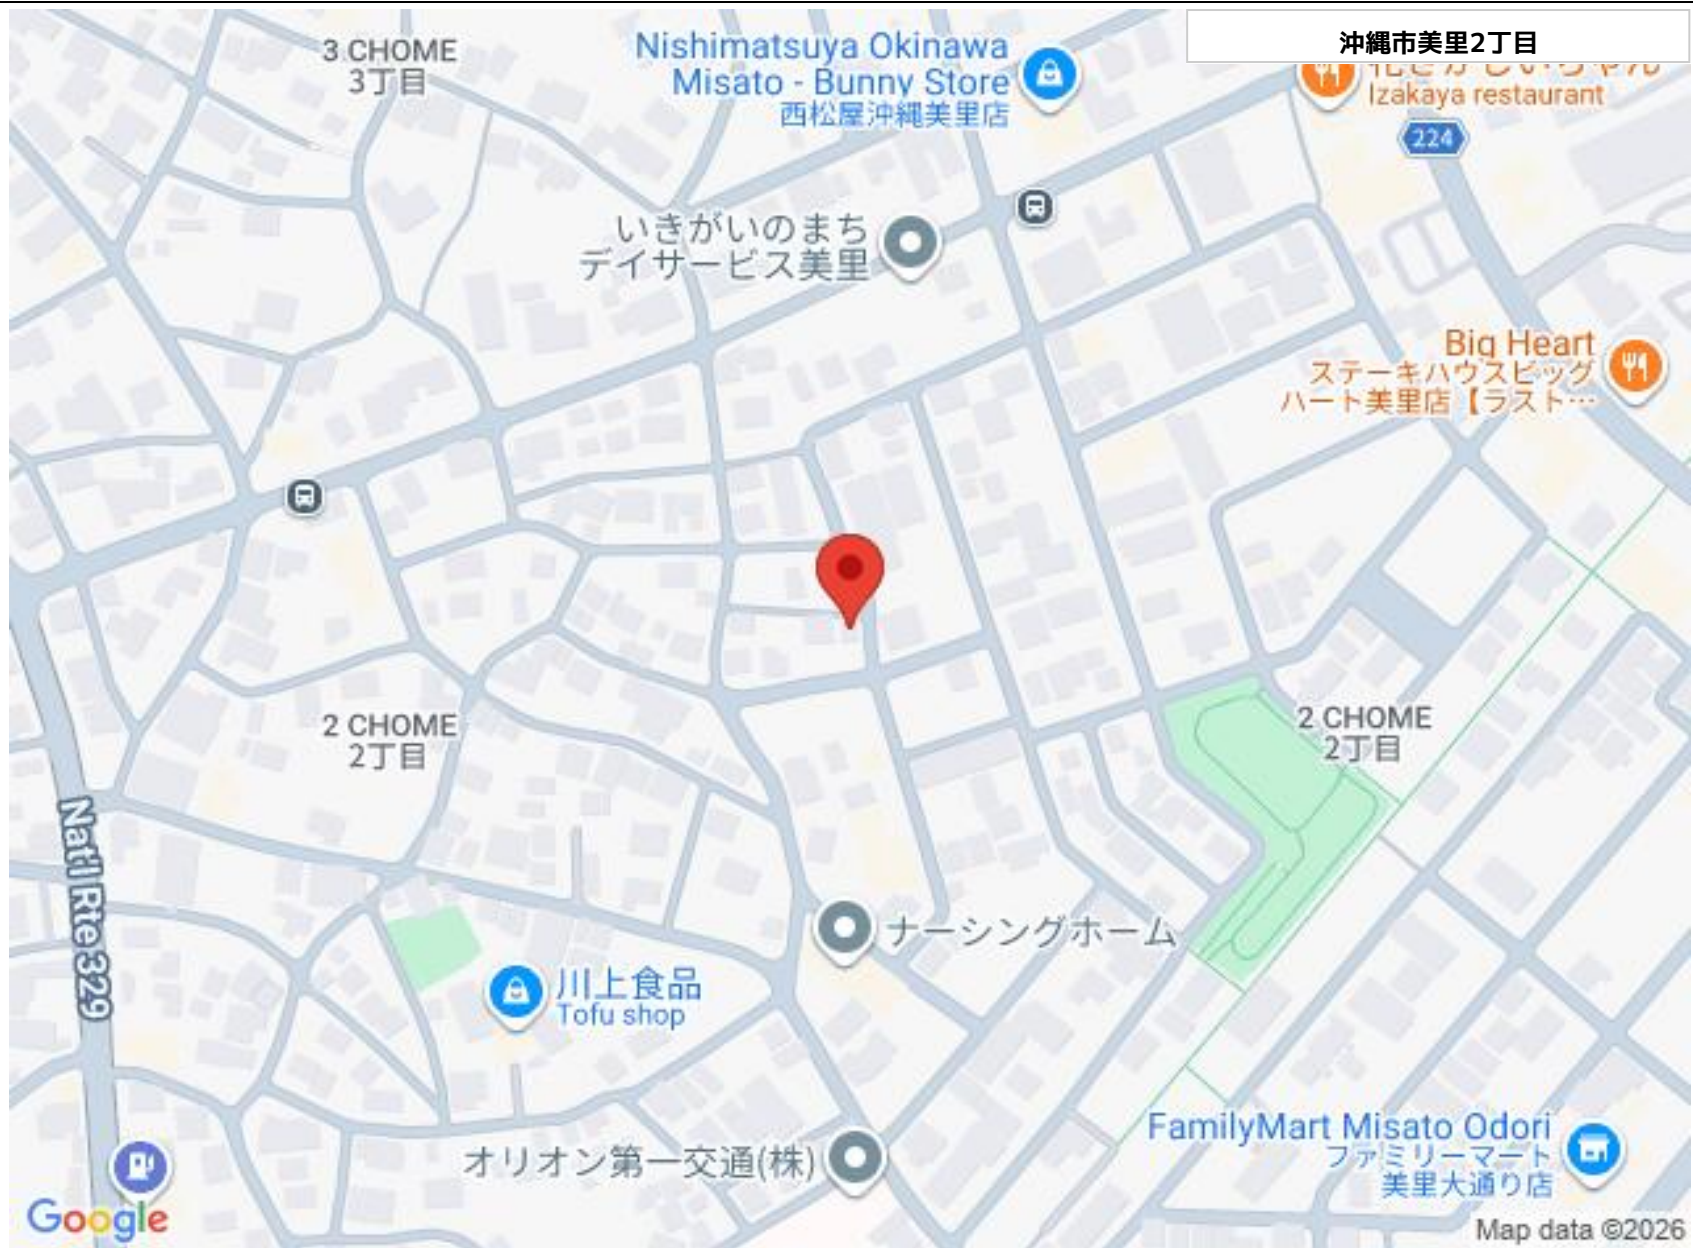 沖縄市美里2丁目
3 CHOME
3丁目
Nishimatsuya Okinawa
Misato - Bunny Store
西松屋沖縄美里店
Izakaya restaurant
224
いきがいのまち
デイサービス美里
Big Heart
ステーキハウスビッグ
ハート美里店【ラスト…
2 CHOME
2丁目
2 CHOME
2丁目
Nat'l Rte 329
ナーシングホーム
川上食品
Tofu shop
FamilyMart Misato Odori
ファミリーマート
美里大通り店
オリオン第一交通(株)
Google
Map data ©2026